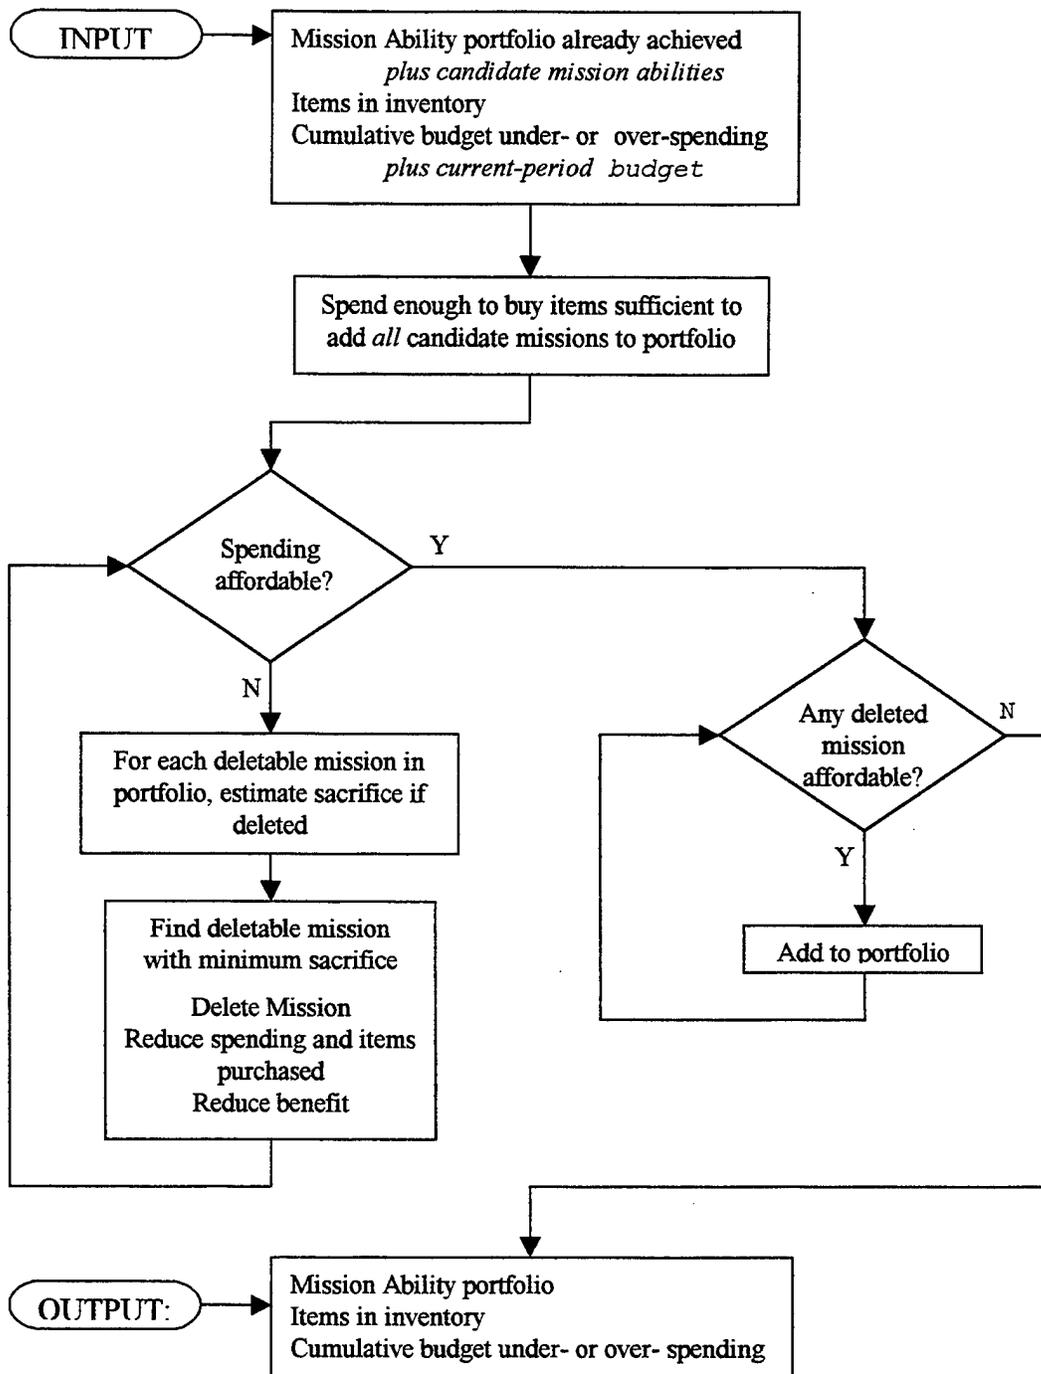 INPUT
Mission Ability portfolio already achieved
plus candidate mission abilities
Items in inventory
Cumulative budget under- or over-spending
plus current-period budget
Spend enough to buy items sufficient to
add all candidate missions to portfolio
Spending
affordable?
Y
N
For each deletable mission in
portfolio, estimate sacrifice if
deleted
Find deletable mission
with minimum sacrifice
Delete Mission
Reduce spending and items
purchased
Reduce benefit
Any deleted
mission
affordable?
N
Y
Add to portfolio
OUTPUT:
Mission Ability portfolio
Items in inventory
Cumulative budget under- or over- spending